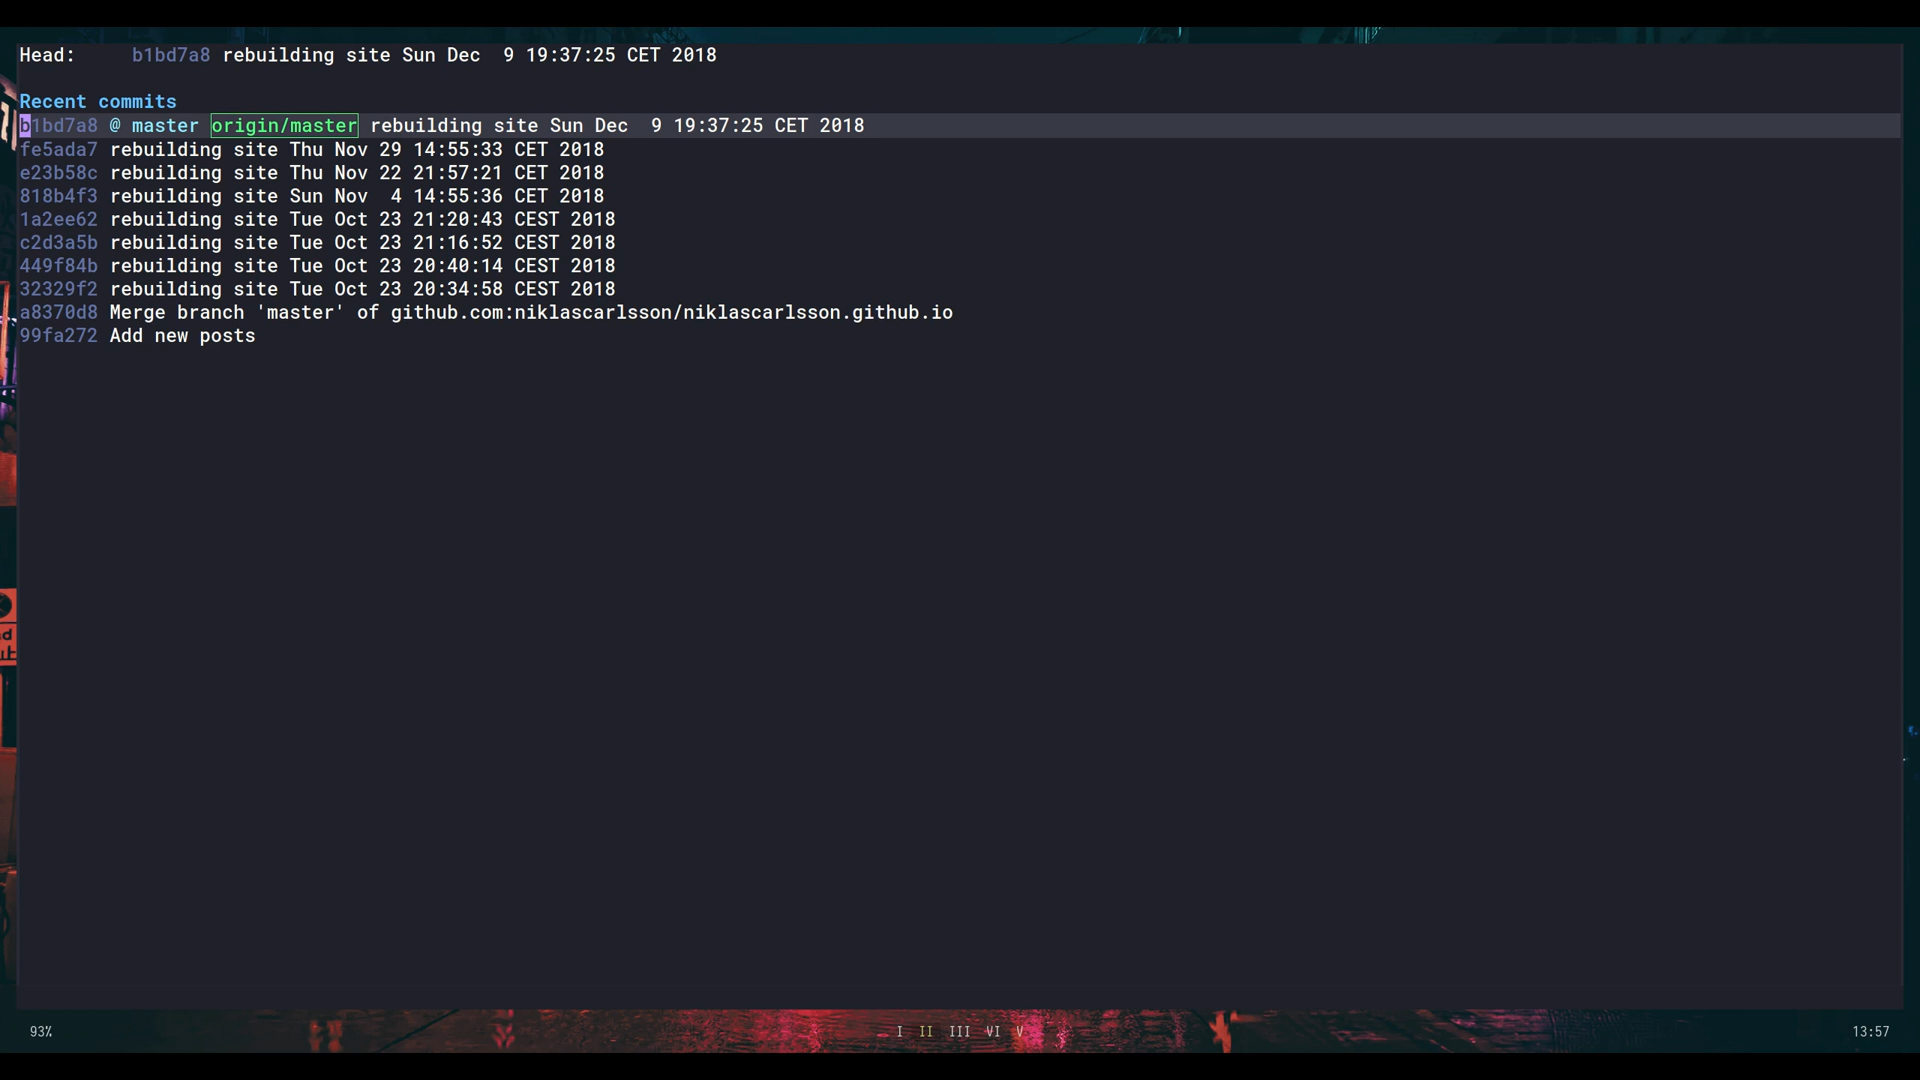 Head:     b1bd7a8 rebuilding site Sun Dec  9 19:37:25 CET 2018
Recent commits
b1bd7a8 @ master origin/master rebuilding site Sun Dec  9 19:37:25 CET 2018
fe5ada7 rebuilding site Thu Nov 29 14:55:33 CET 2018
e23b58c rebuilding site Thu Nov 22 21:57:21 CET 2018
818b4f3 rebuilding site Sun Nov  4 14:55:36 CET 2018
1a2ee62 rebuilding site Tue Oct 23 21:20:43 CEST 2018
c2d3a5b rebuilding site Tue Oct 23 21:16:52 CEST 2018
449f84b rebuilding site Tue Oct 23 20:40:14 CEST 2018
32329f2 rebuilding site Tue Oct 23 20:34:58 CEST 2018
a8370d8 Merge branch 'master' of github.com:niklascarlsson/niklascarlsson.github.io
99fa272 Add new posts
93% I II III VI V 13:57